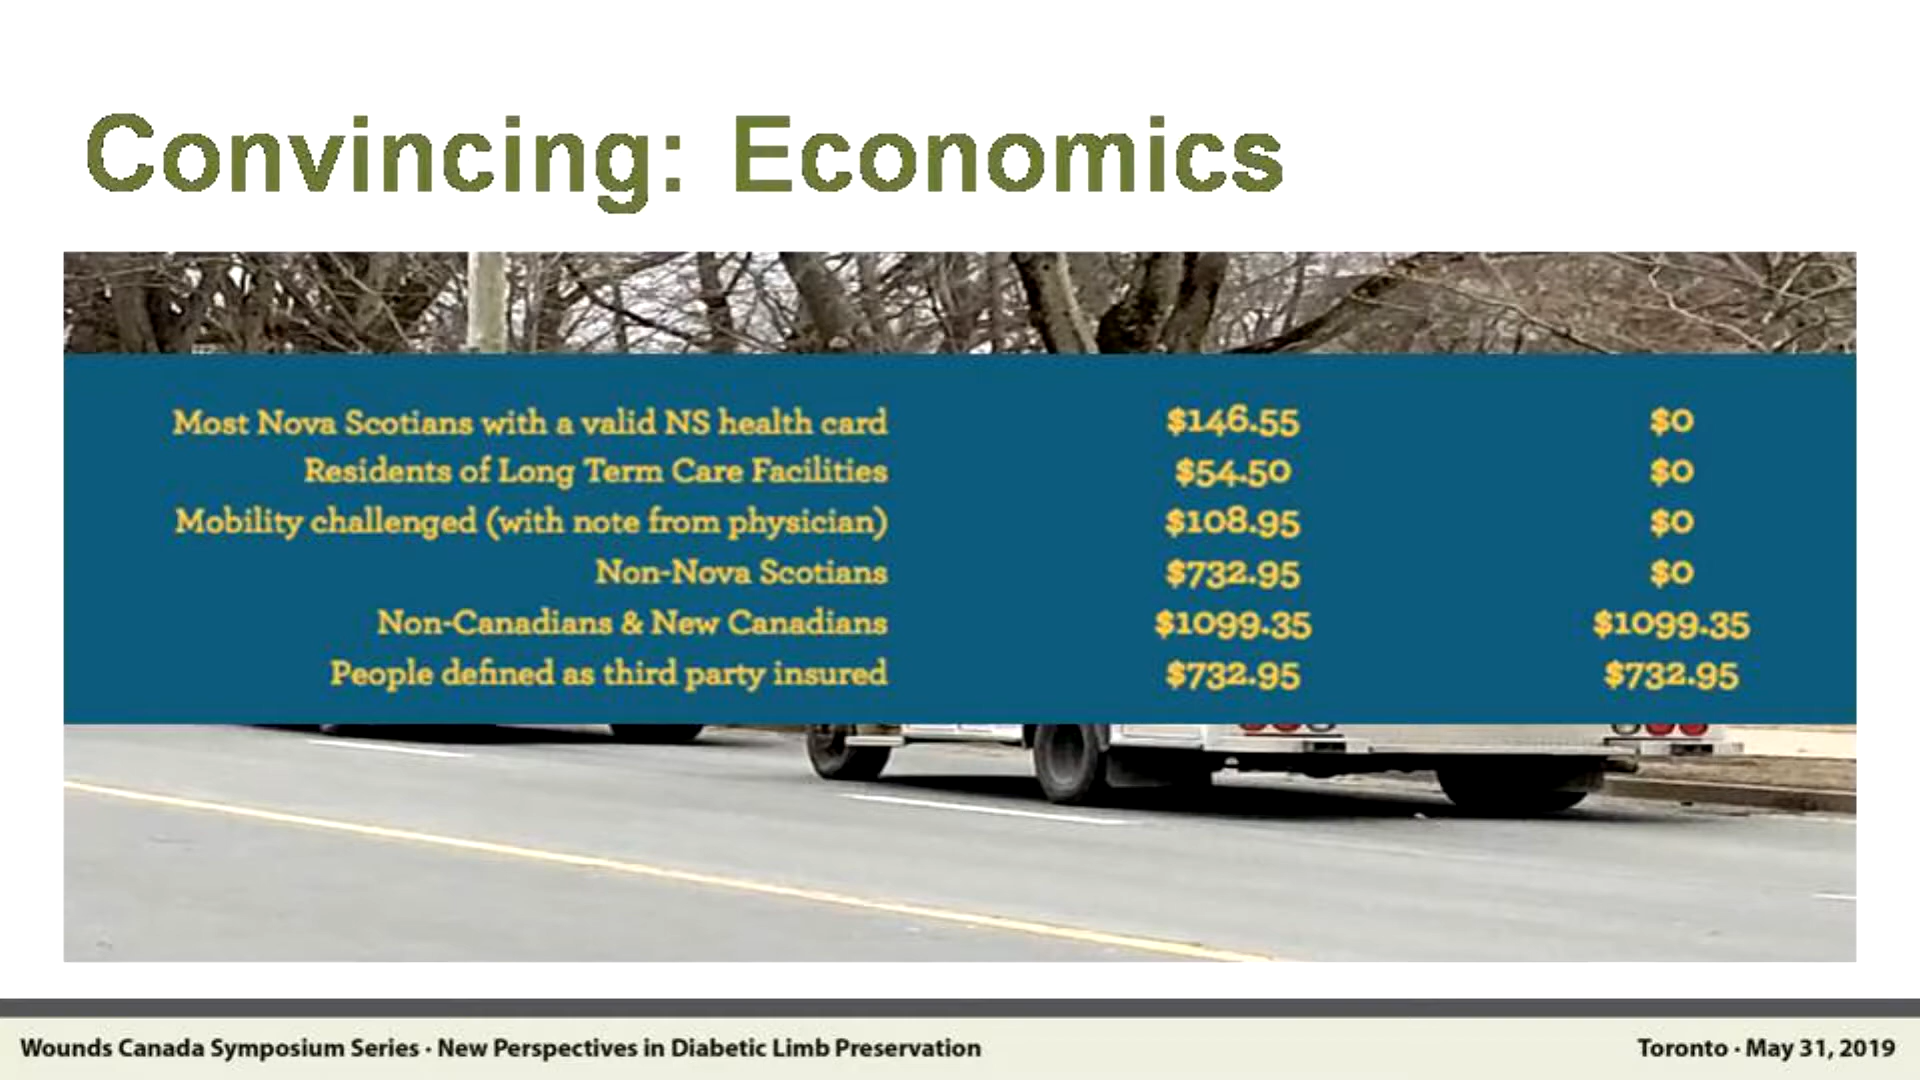 Convincing: Economics
Most Nova Scotians with a valid NS health card $146.55 $0
Residents of Long Term Care Facilities $54.50 $0
Mobility challenged (with note from physician) $108.95 $0
Non-Nova Scotians $732.95 $0
Non-Canadians & New Canadians $1099.35 $1099.35
People defined as third party insured $732.95 $732.95
Wounds Canada Symposium Series · New Perspectives in Diabetic Limb Preservation Toronto · May 31, 2019